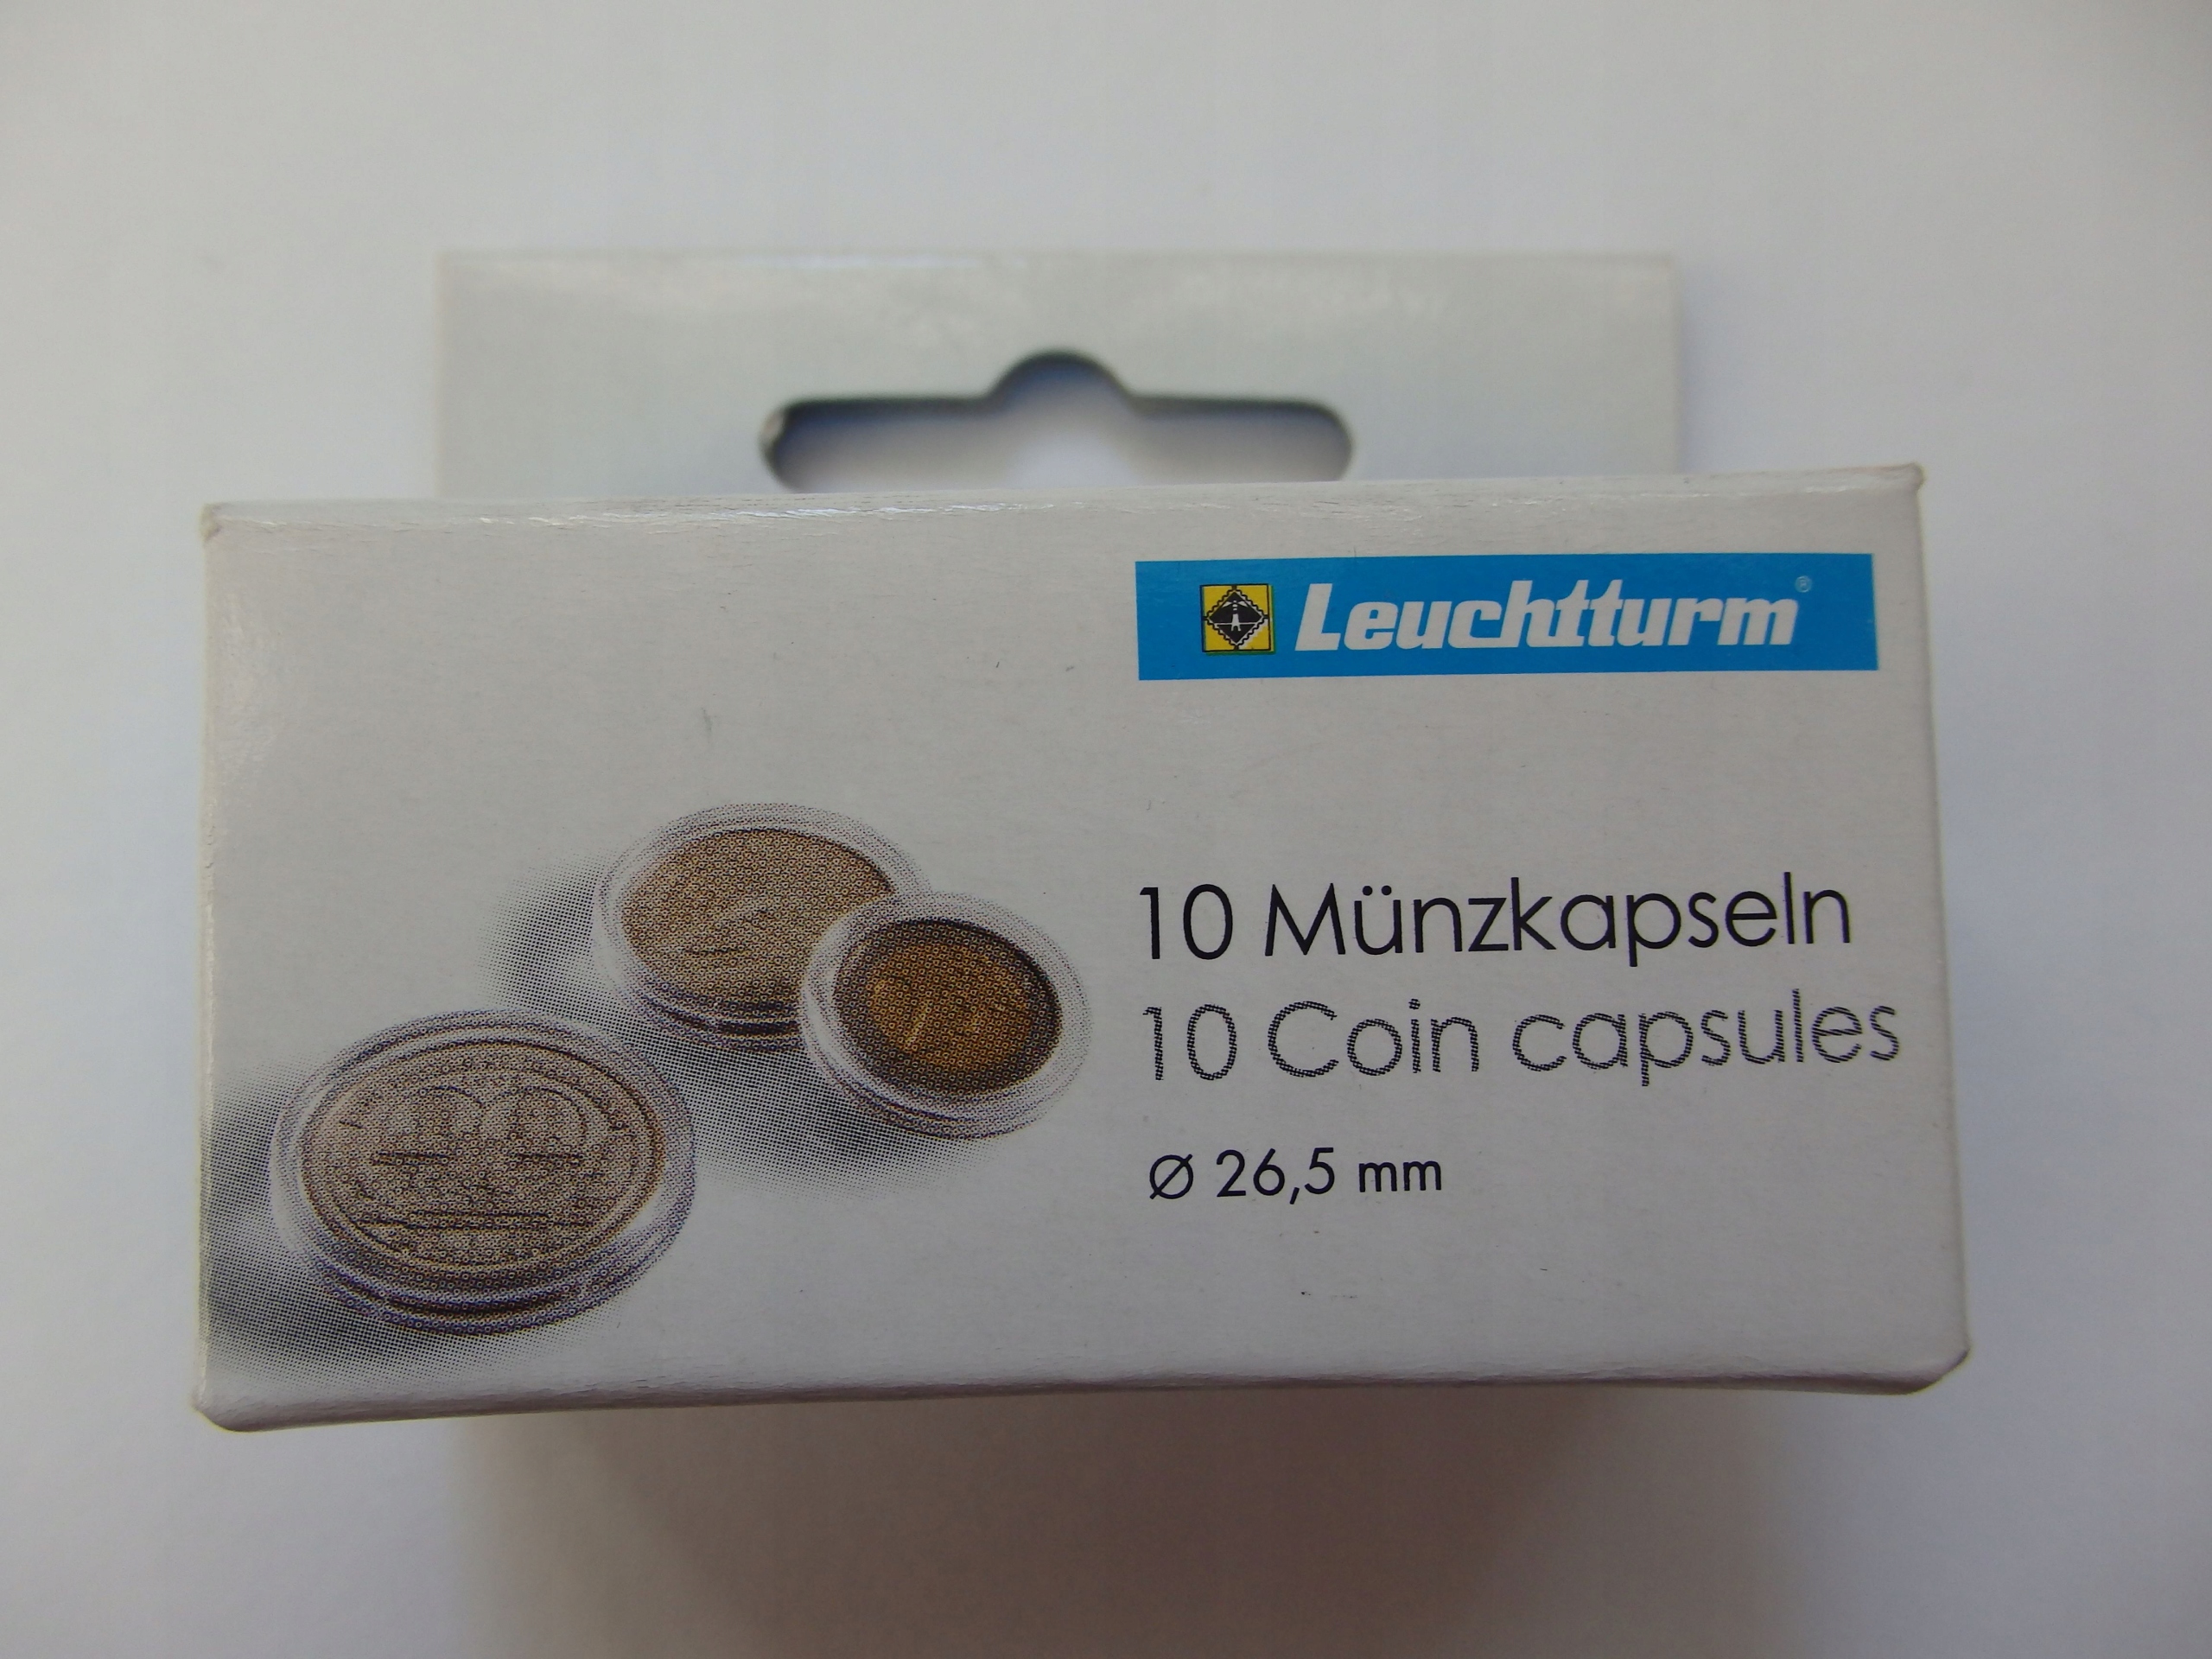 Leuchtturm®
10 Münzkapseln
10 Coin capsules
Ø 26,5 mm